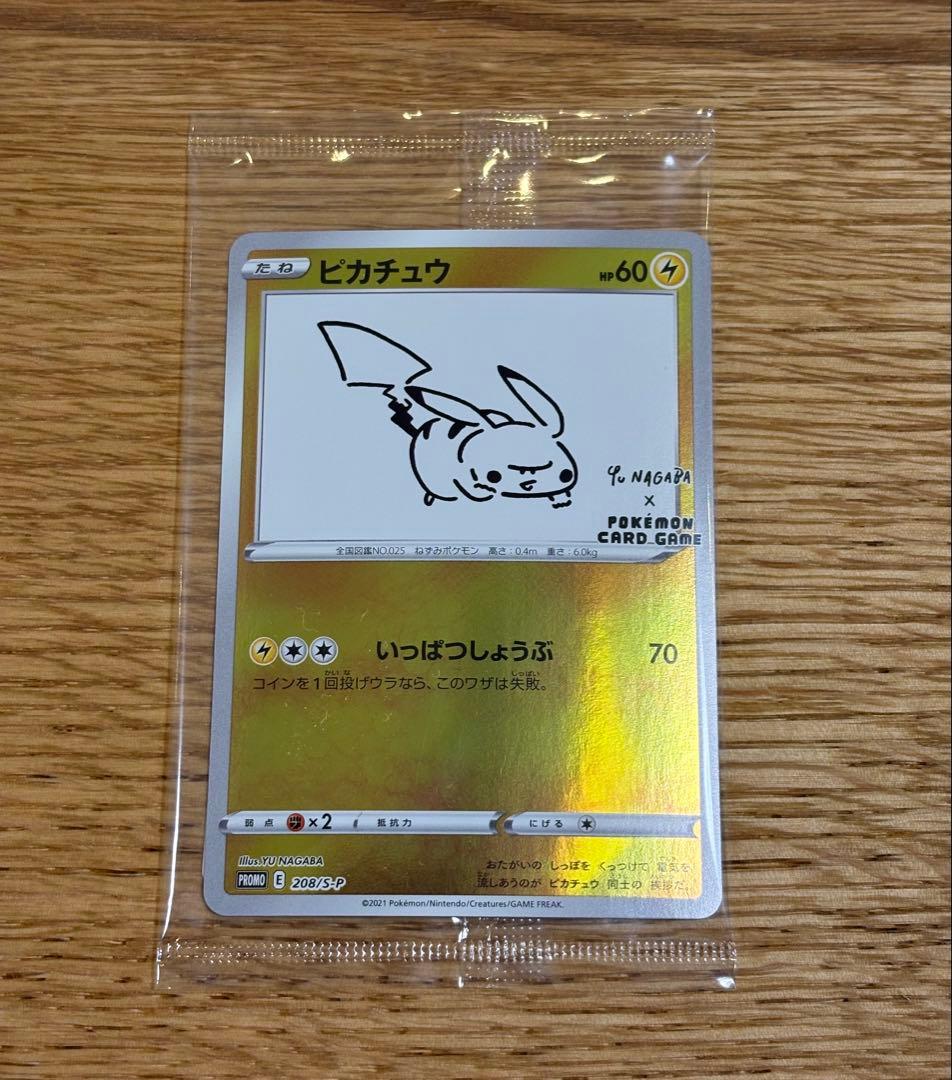 たね ピカチュウ HP60
YU NAGABA
×
POKÉMON
CARD GAME
全国図鑑NO.025 ねずみポケモン 高さ:0.4m 重さ:6.0kg
いっぱつしょうぶ 70
コインを1回投げウラなら、このワザは失敗。
弱点 ×2 抵抗力 にげる
Illus.YU NAGABA
PROMO E 208/S-P
おたがいの しっぽを くっつけて 電気を
流しあうのが ピカチュウ 同士の 挨拶だ。
©2021 Pokémon/Nintendo/Creatures/GAME FREAK.